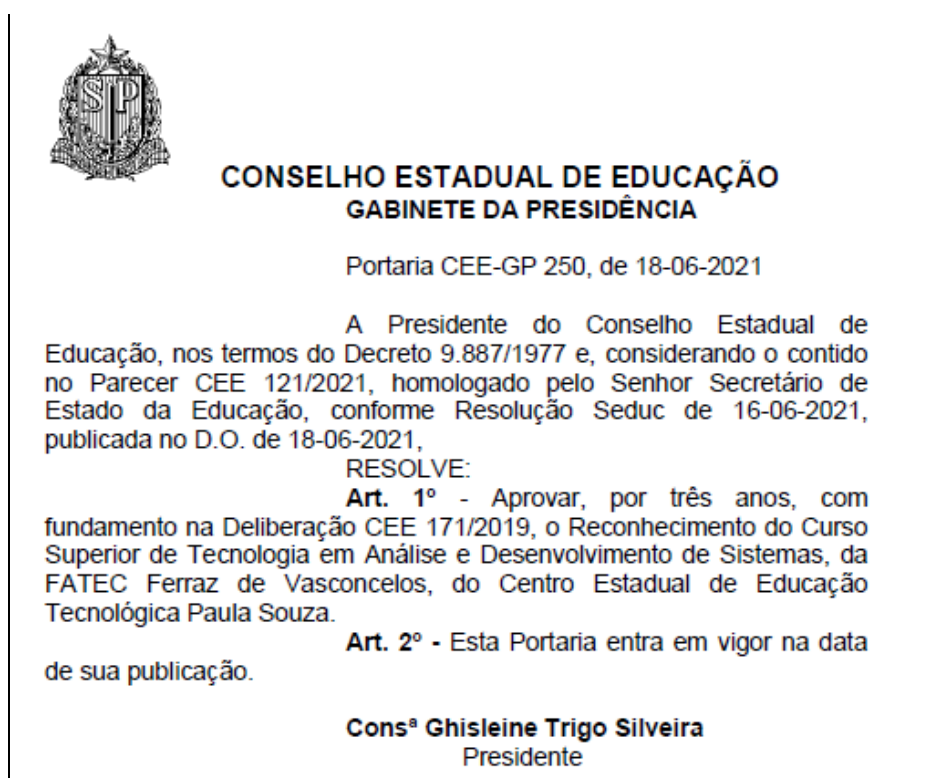 SP
CONSELHO ESTADUAL DE EDUCAÇÃO
GABINETE DA PRESIDÊNCIA
Portaria CEE-GP 250, de 18-06-2021
A Presidente do Conselho Estadual de
Educação, nos termos do Decreto 9.887/1977 e, considerando o contido
no Parecer CEE 121/2021, homologado pelo Senhor Secretário de
Estado da Educação, conforme Resolução Seduc de 16-06-2021,
publicada no D.O. de 18-06-2021,
RESOLVE:
Art. 1º - Aprovar, por três anos, com
fundamento na Deliberação CEE 171/2019, o Reconhecimento do Curso
Superior de Tecnologia em Análise e Desenvolvimento de Sistemas, da
FATEC Ferraz de Vasconcelos, do Centro Estadual de Educação
Tecnológica Paula Souza.
Art. 2º - Esta Portaria entra em vigor na data
de sua publicação.
Consª Ghisleine Trigo Silveira
Presidente